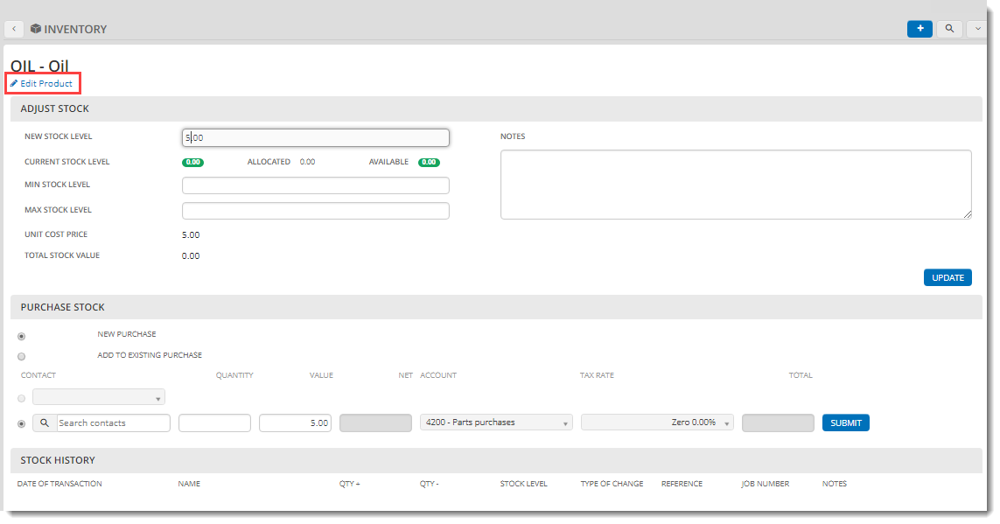 INVENTORY
OIL - Oil
Edit Product
ADJUST STOCK
NEW STOCK LEVEL 5.00 NOTES
CURRENT STOCK LEVEL 0.00 ALLOCATED 0.00 AVAILABLE 0.00
MIN STOCK LEVEL
MAX STOCK LEVEL
UNIT COST PRICE 5.00
TOTAL STOCK VALUE 0.00
UPDATE
PURCHASE STOCK
NEW PURCHASE
ADD TO EXISTING PURCHASE
CONTACT QUANTITY VALUE NET ACCOUNT TAX RATE TOTAL
Search contacts 5.00 4200 - Parts purchases Zero 0.00% SUBMIT
STOCK HISTORY
DATE OF TRANSACTION NAME QTY + QTY - STOCK LEVEL TYPE OF CHANGE REFERENCE JOB NUMBER NOTES